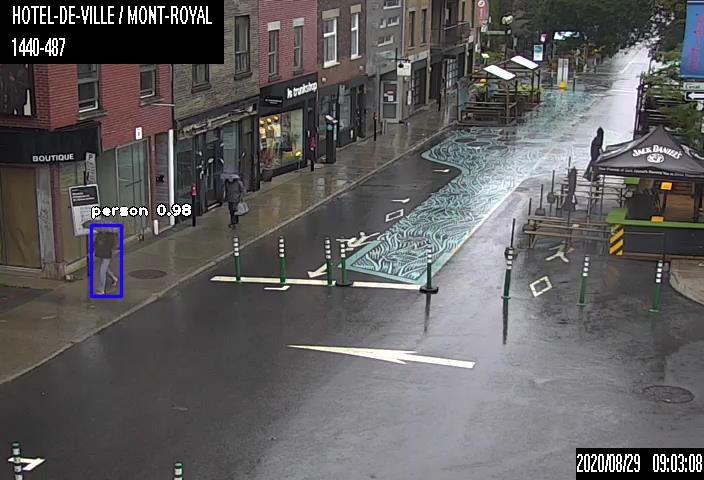 HOTEL-DE-VILLE / MONT-ROYAL
1440-487
trunkshop
BOUTIQUE
person 0.98
JACK DANIEL'S
2020/08/29 09:03:08